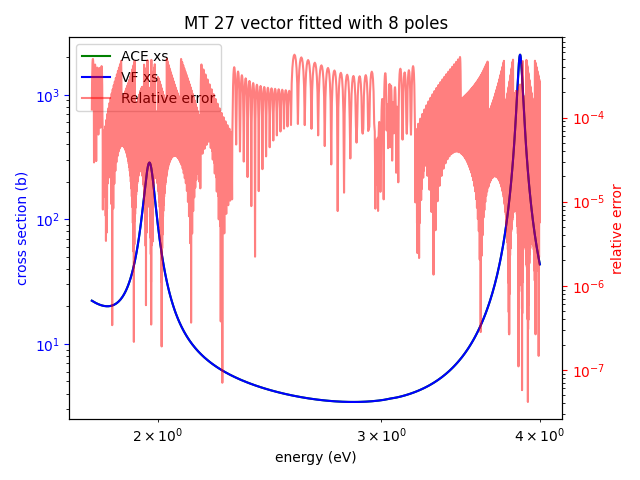 MT 27 vector fitted with 8 poles
ACE xs
VF xs
Relative error
cross section (b)
10³
10²
10¹
relative error
10⁻⁴
10⁻⁵
10⁻⁶
10⁻⁷
2 × 10⁰
3 × 10⁰
4 × 10⁰
energy (eV)